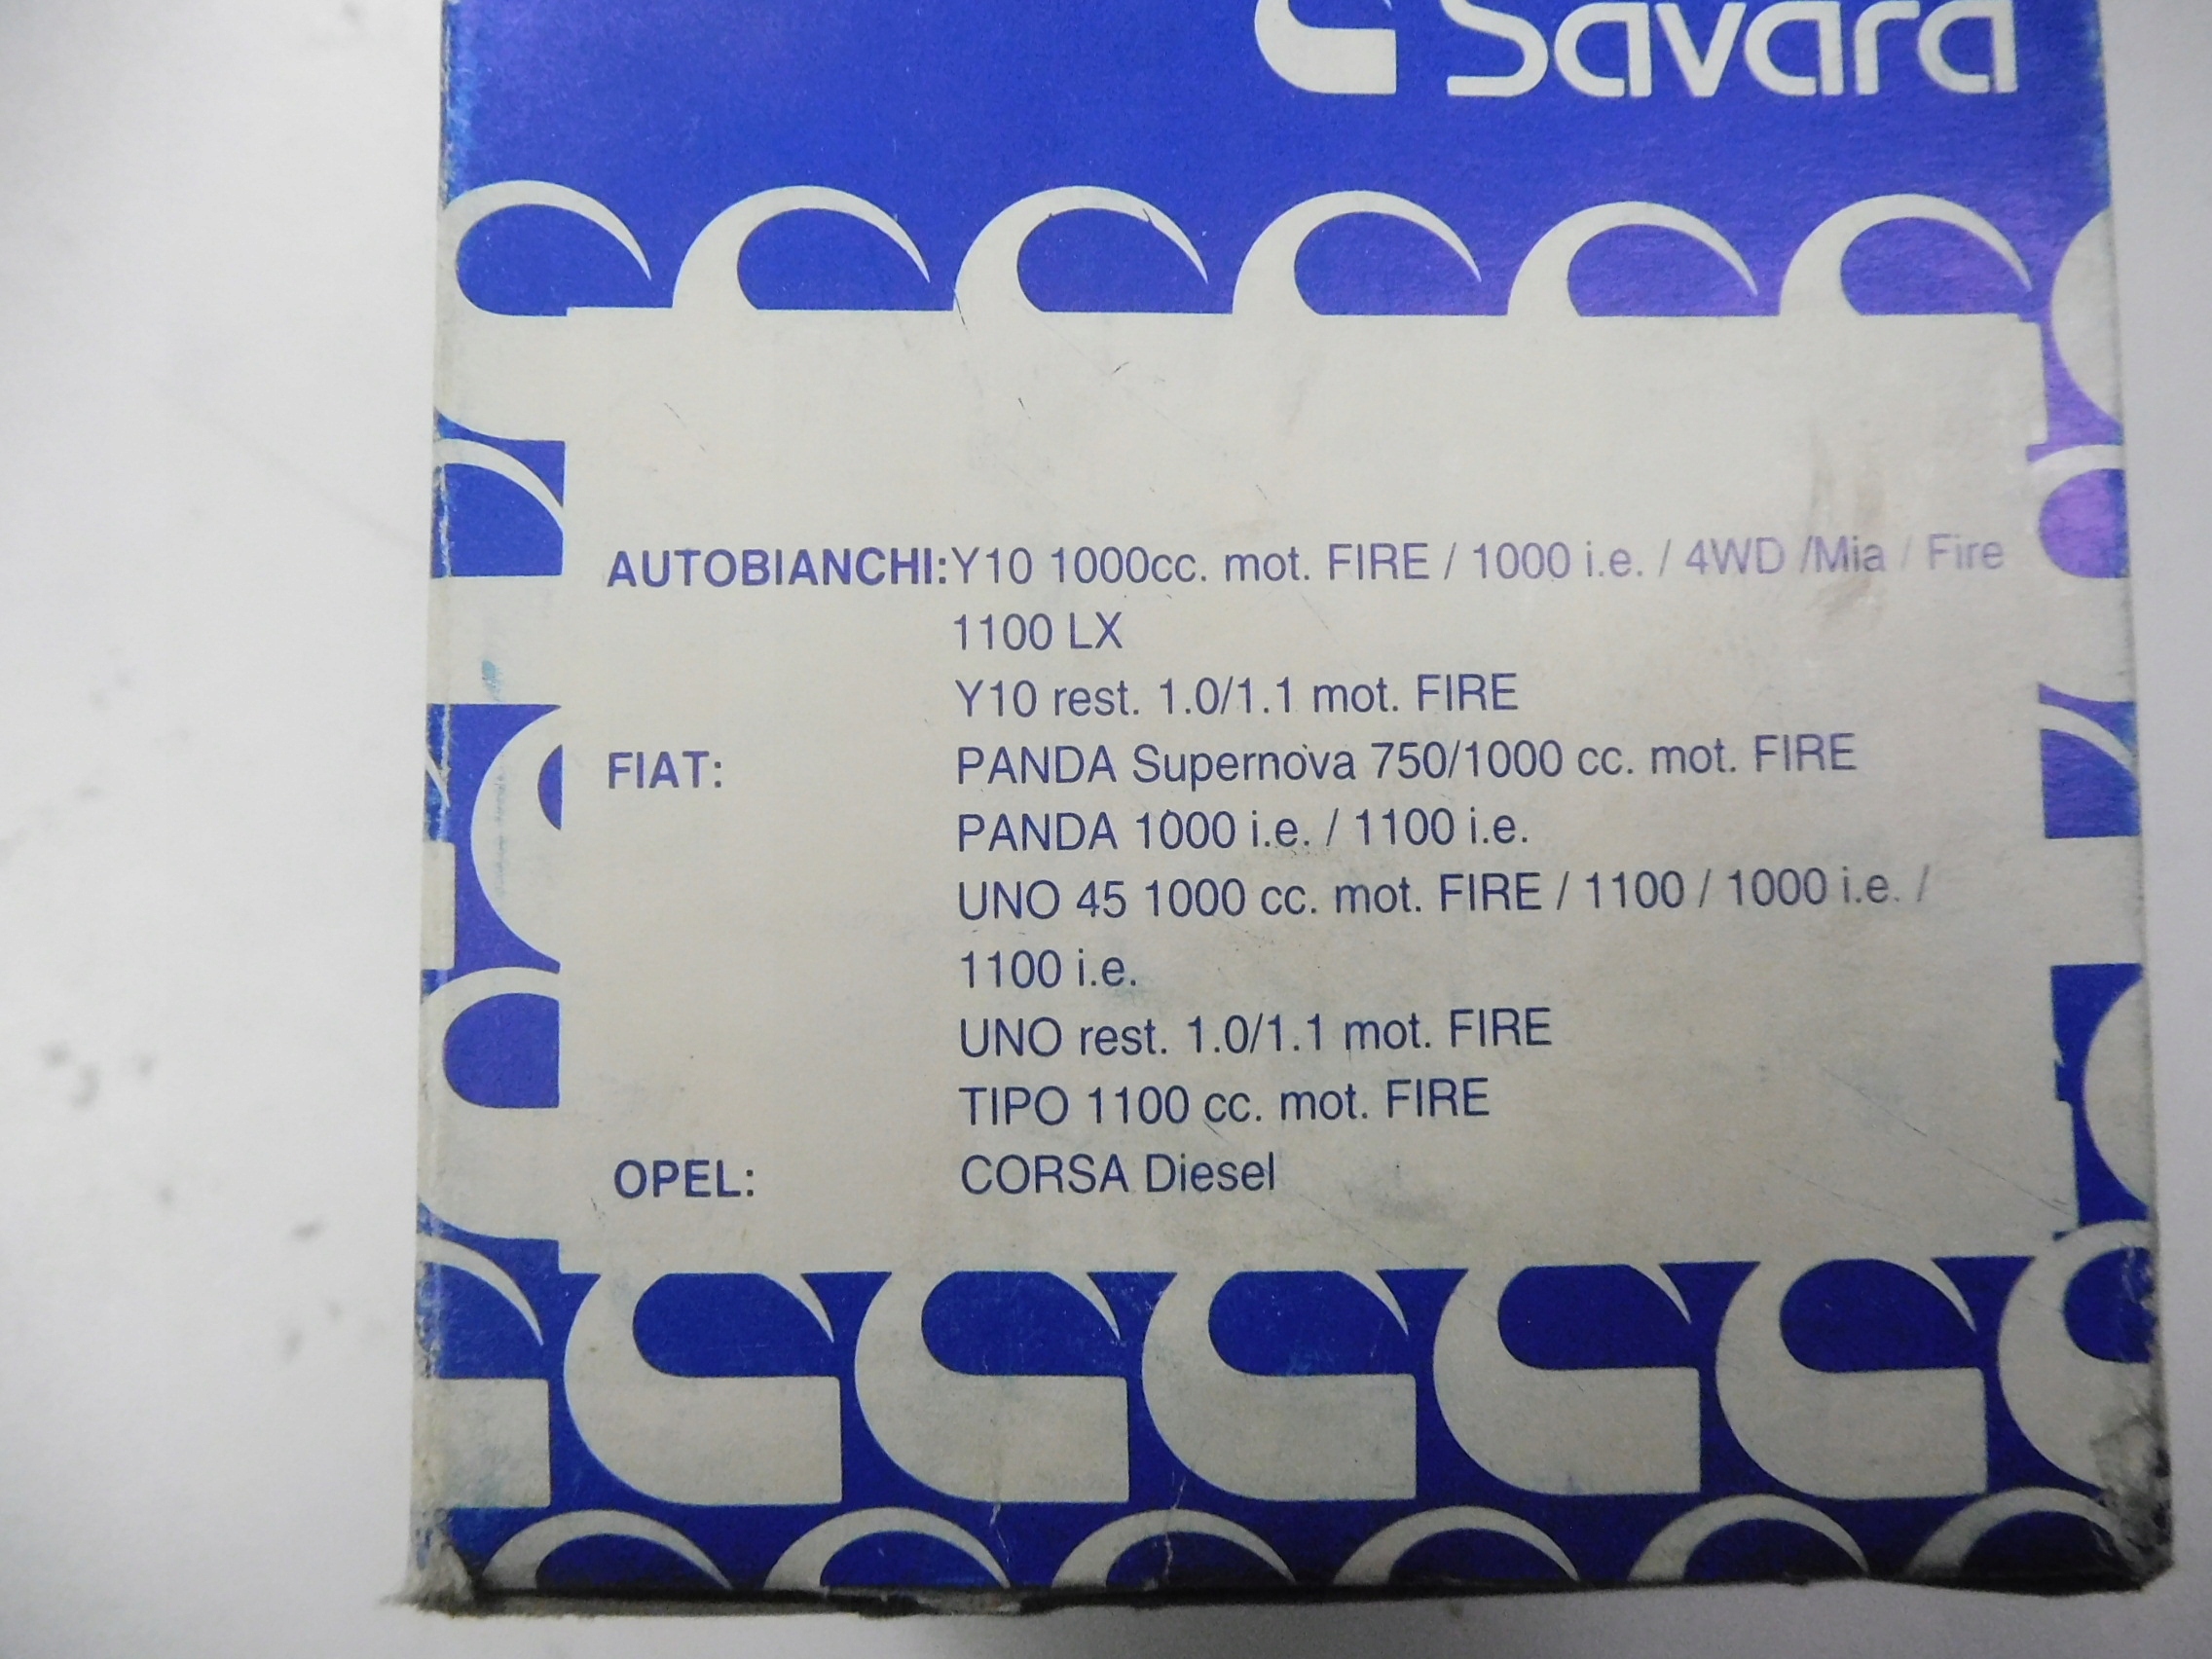 Savara
AUTOBIANCHI: Y10 1000cc. mot. FIRE / 1000 i.e. / 4WD /Mia / Fire
1100 LX
Y10 rest. 1.0/1.1 mot. FIRE
FIAT: PANDA Supernova 750/1000 cc. mot. FIRE
PANDA 1000 i.e. / 1100 i.e.
UNO 45 1000 cc. mot. FIRE / 1100 / 1000 i.e. /
1100 i.e.
UNO rest. 1.0/1.1 mot. FIRE
TIPO 1100 cc. mot. FIRE
OPEL: CORSA Diesel